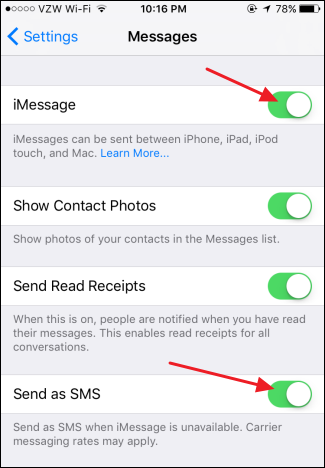 VZW Wi-Fi 10:16 PM 78%
Settings Messages
iMessage
iMessages can be sent between iPhone, iPad, iPod
touch, and Mac. Learn More...
Show Contact Photos
Show photos of your contacts in the Messages list.
Send Read Receipts
When this is on, people are notified when you have read
their messages. This enables read receipts for all
conversations.
Send as SMS
Send as SMS when iMessage is unavailable. Carrier
messaging rates may apply.